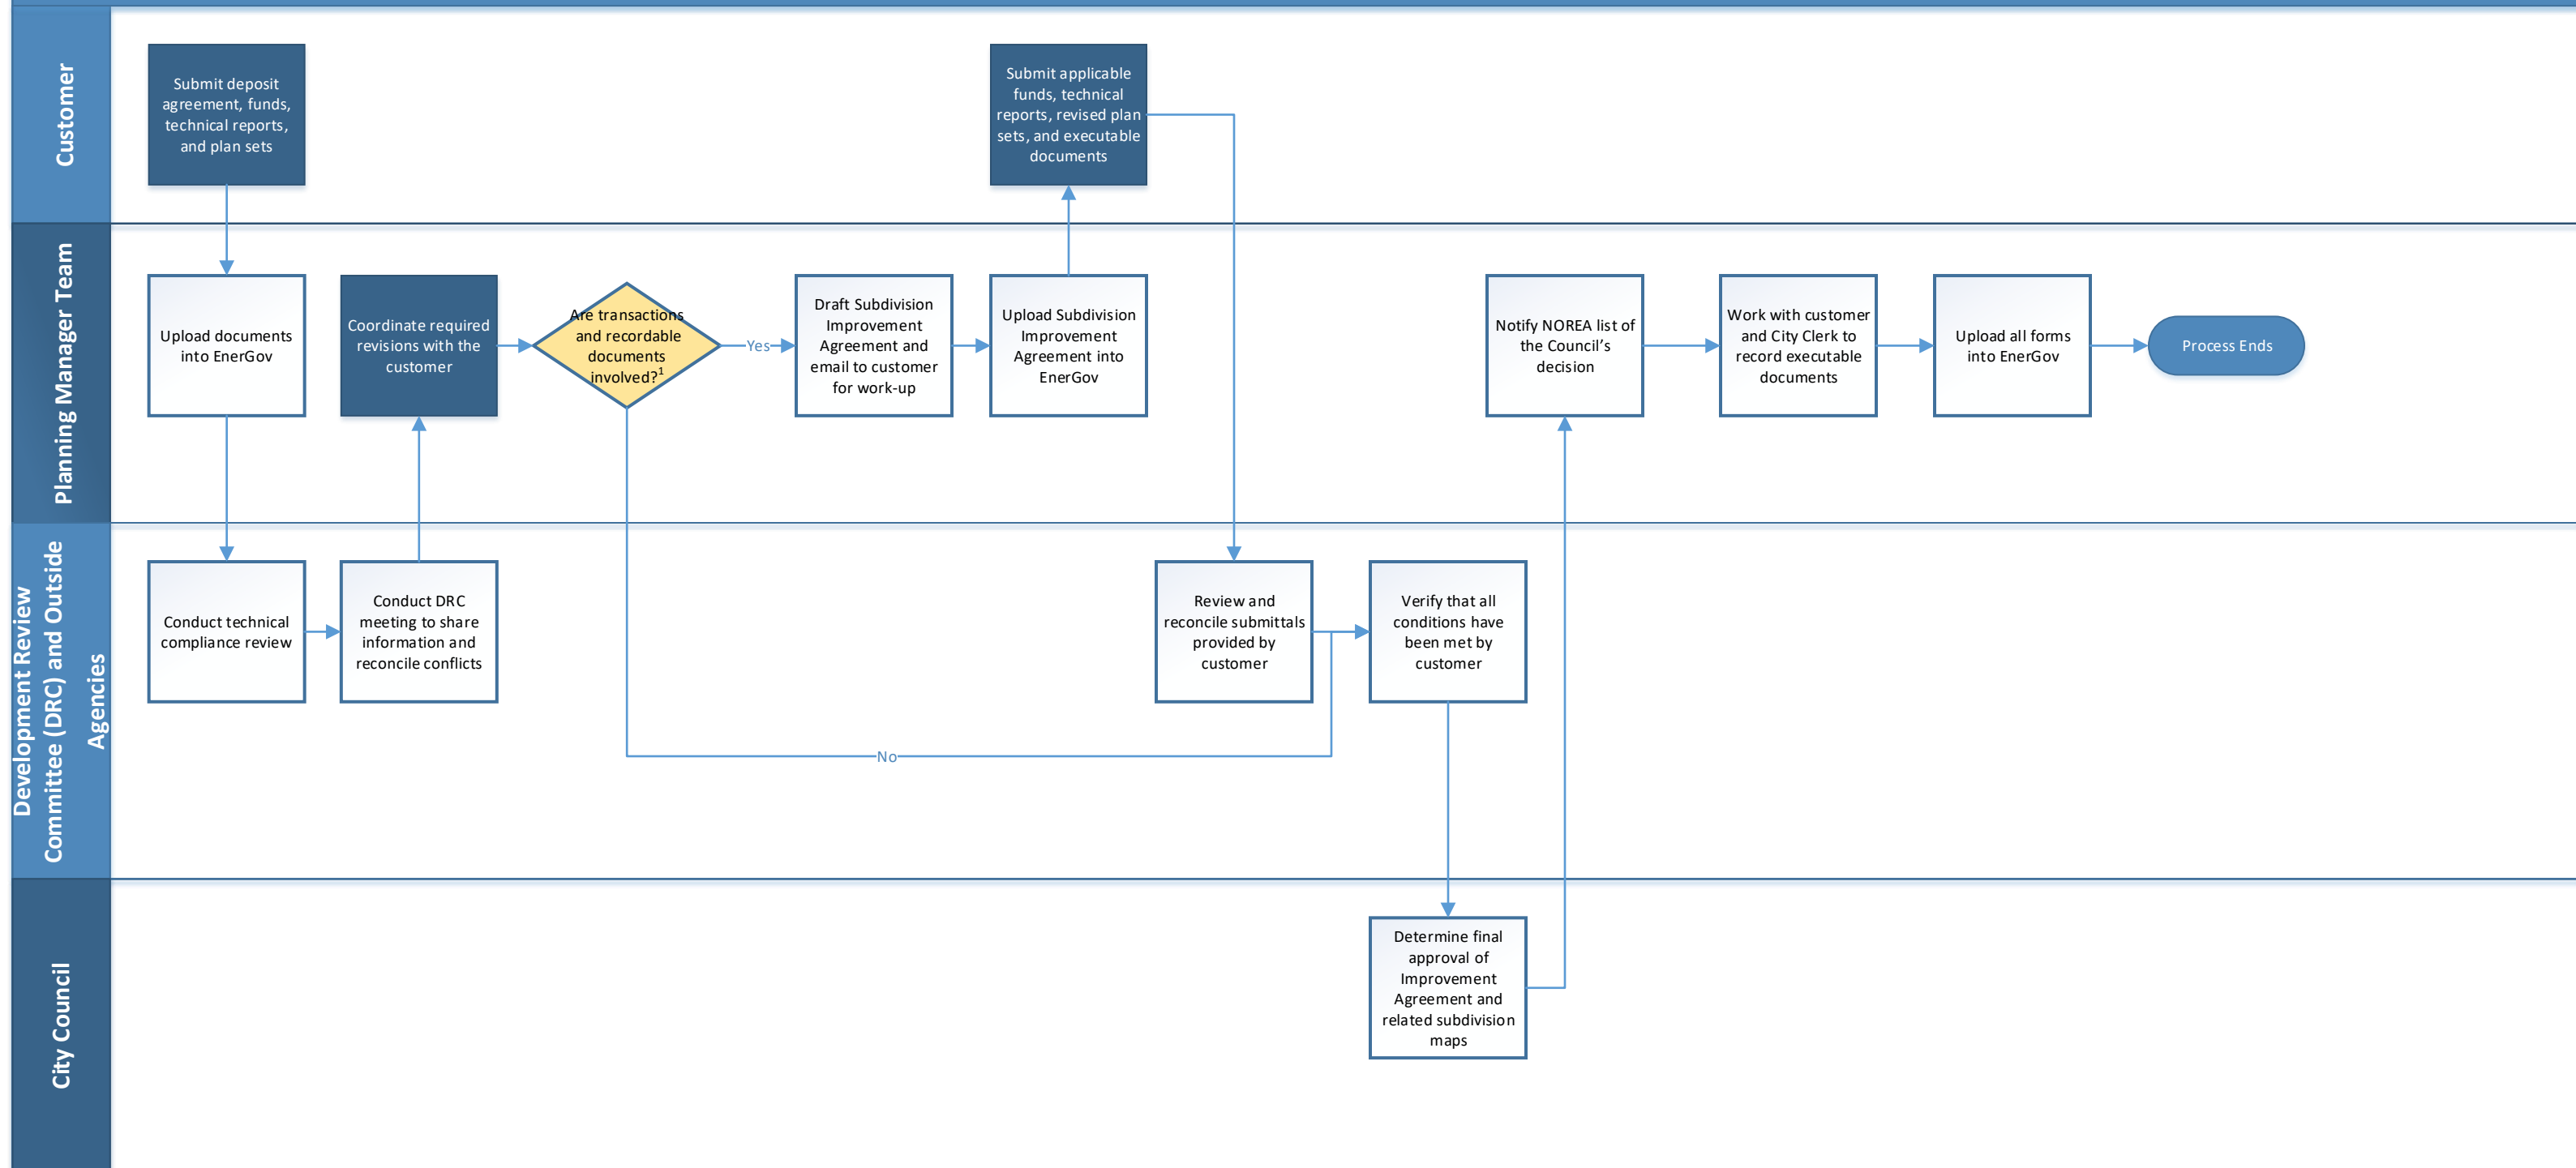 Customer
Submit deposit
agreement, funds,
technical reports,
and plan sets
Submit applicable
funds, technical
reports, revised plan
sets, and executable
documents
Planning Manager Team
Upload documents
into EnerGov
Coordinate required
revisions with the
customer
Are transactions
and recordable
documents
involved?¹
Yes
Draft Subdivision
Improvement
Agreement and
email to customer
for work-up
Upload Subdivision
Improvement
Agreement into
EnerGov
Notify NOREA list of
the Council’s
decision
Work with customer
and City Clerk to
record executable
documents
Upload all forms
into EnerGov
Process Ends
Development Review
Committee (DRC) and Outside
Agencies
Conduct technical
compliance review
Conduct DRC
meeting to share
information and
reconcile conflicts
Review and
reconcile submittals
provided by
customer
Verify that all
conditions have
been met by
customer
No
City Council
Determine final
approval of
Improvement
Agreement and
related subdivision
maps